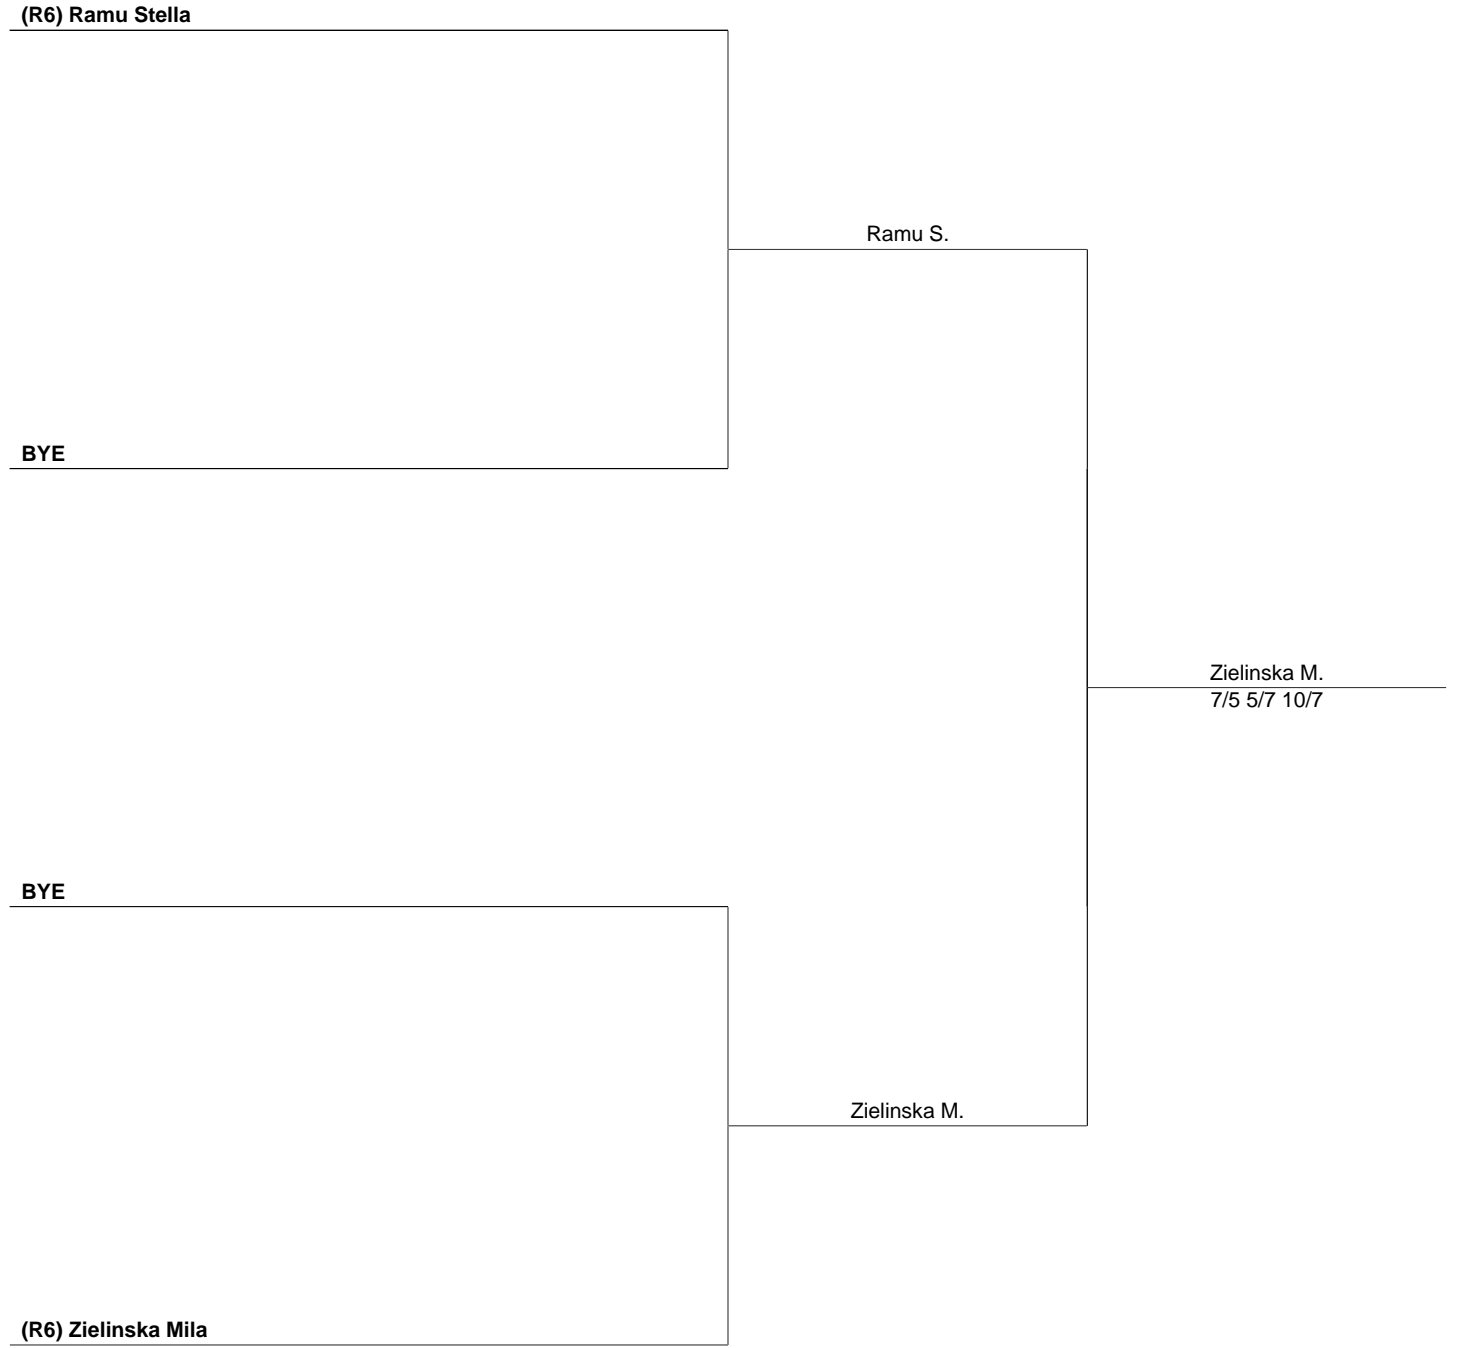 (R6) Ramu Stella
Ramu S.
BYE
Zielinska M.
7/5 5/7 10/7
BYE
Zielinska M.
(R6) Zielinska Mila